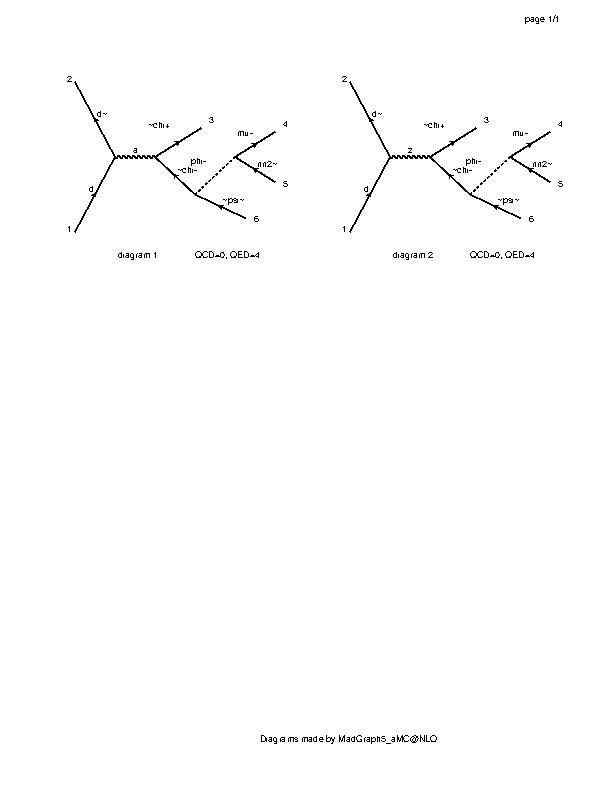 page 1/1
2
d~
~chi+
3
mu-
4
a
phi-
~chi-
nn2~
5
d
~psi~
1
6
diagram 1 QCD=0, QED=4
2
d~
~chi+
3
mu-
4
z
phi-
~chi-
nn2~
5
d
~psi~
1
6
diagram 2 QCD=0, QED=4
Diagrams made by MadGraph5_aMC@NLO